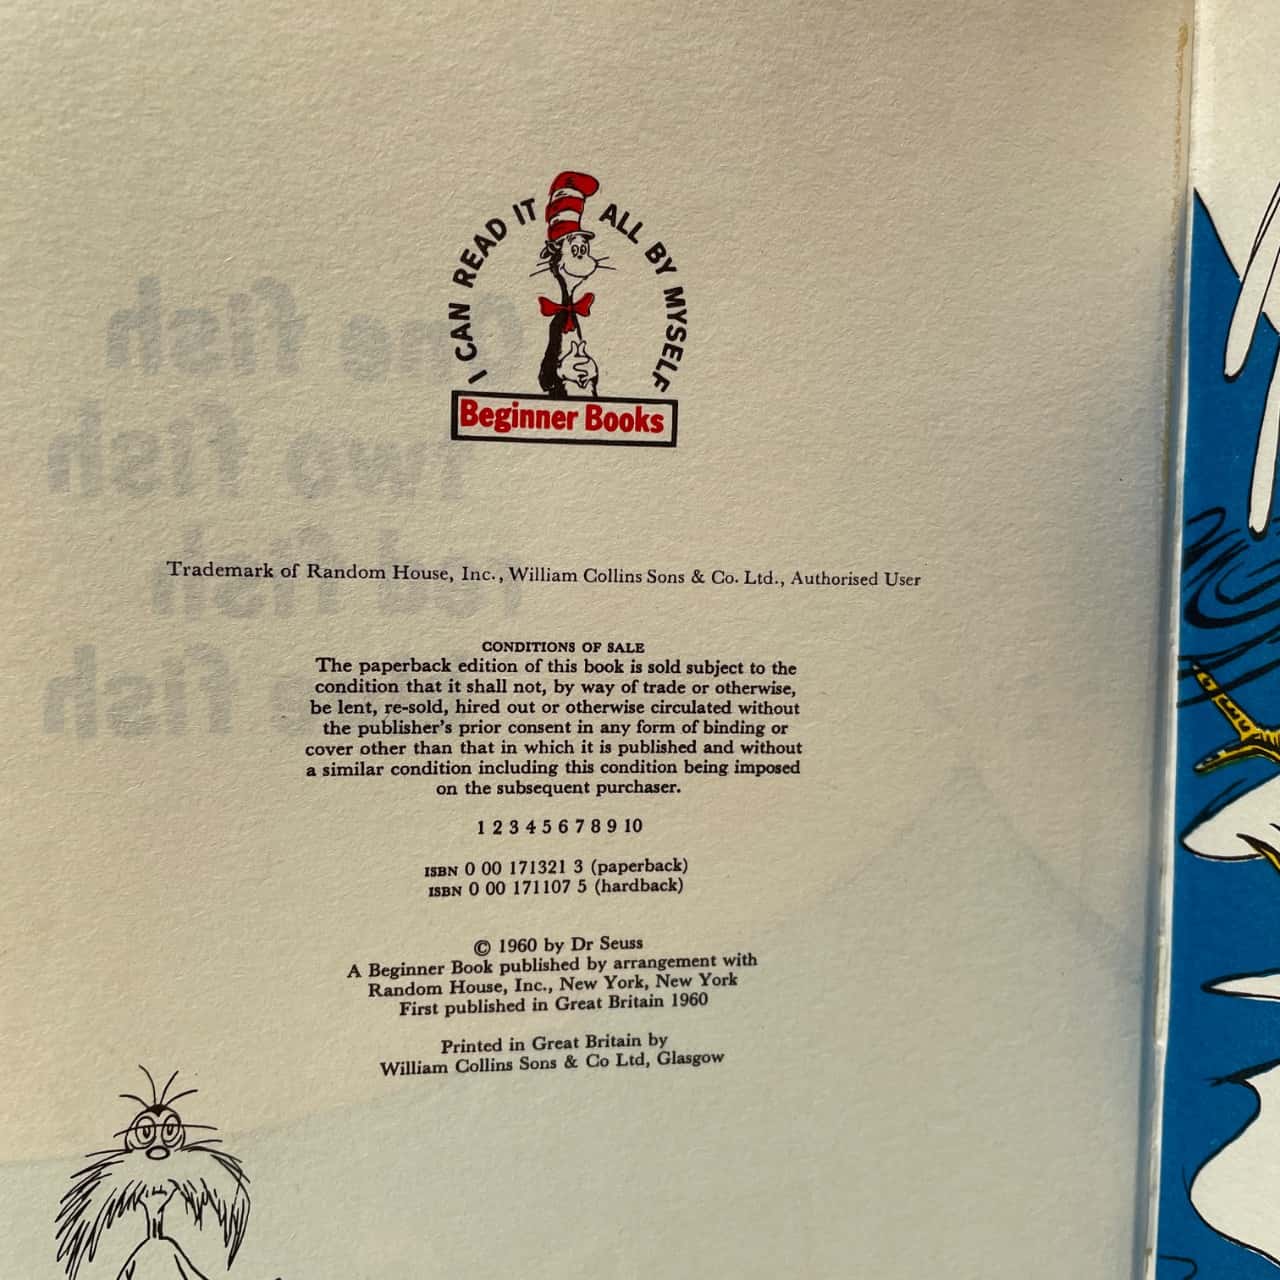 I CAN READ IT ALL BY MYSELF
Beginner Books
One fish
two fish
red fish
fish
Trademark of Random House, Inc., William Collins Sons & Co. Ltd., Authorised User
CONDITIONS OF SALE
The paperback edition of this book is sold subject to the
condition that it shall not, by way of trade or otherwise,
be lent, re-sold, hired out or otherwise circulated without
the publisher's prior consent in any form of binding or
cover other than that in which it is published and without
a similar condition including this condition being imposed
on the subsequent purchaser.
1 2 3 4 5 6 7 8 9 10
ISBN 0 00 171321 3 (paperback)
ISBN 0 00 171107 5 (hardback)
© 1960 by Dr Seuss
A Beginner Book published by arrangement with
Random House, Inc., New York, New York
First published in Great Britain 1960
Printed in Great Britain by
William Collins Sons & Co Ltd, Glasgow